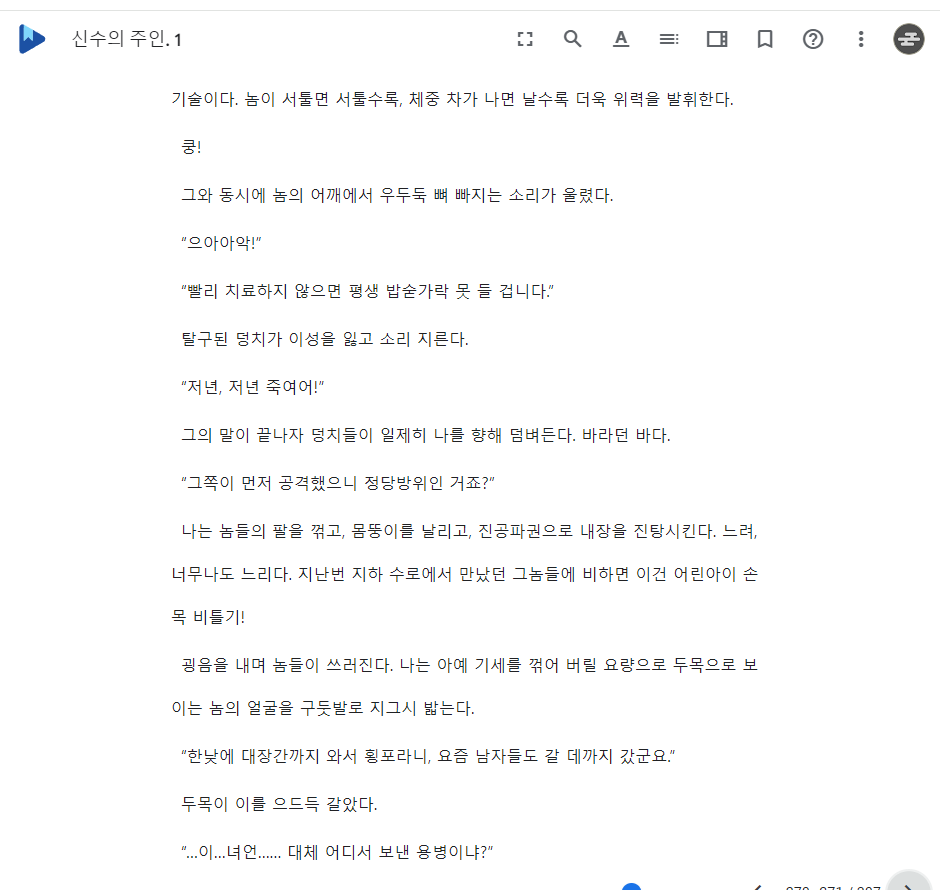 신수의 주인. 1
기술이다. 놈이 서툴면 서툴수록, 체중 차가 나면 날수록 더욱 위력을 발휘한다.
쿵!
그와 동시에 놈의 어깨에서 우두둑 뼈 빠지는 소리가 울렸다.
"으아아악!"
"빨리 치료하지 않으면 평생 밥숟가락 못 들 겁니다."
탈구된 덩치가 이성을 잃고 소리 지른다.
"저년, 저년 죽여어!"
그의 말이 끝나자 덩치들이 일제히 나를 향해 덤벼든다. 바라던 바다.
"그쪽이 먼저 공격했으니 정당방위인 거죠?"
나는 놈들의 팔을 꺾고, 몸뚱이를 날리고, 진공파권으로 내장을 진탕시킨다. 느려,
너무나도 느리다. 지난번 지하 수로에서 만났던 그놈들에 비하면 이건 어린아이 손
목 비틀기!
굉음을 내며 놈들이 쓰러진다. 나는 아예 기세를 꺾어 버릴 요량으로 두목으로 보
이는 놈의 얼굴을 구둣발로 지그시 밟는다.
"한낮에 대장간까지 와서 횡포라니, 요즘 남자들도 갈 데까지 갔군요."
두목이 이를 으드득 갈았다.
"...이...녀언...... 대체 어디서 보낸 용병이냐?"